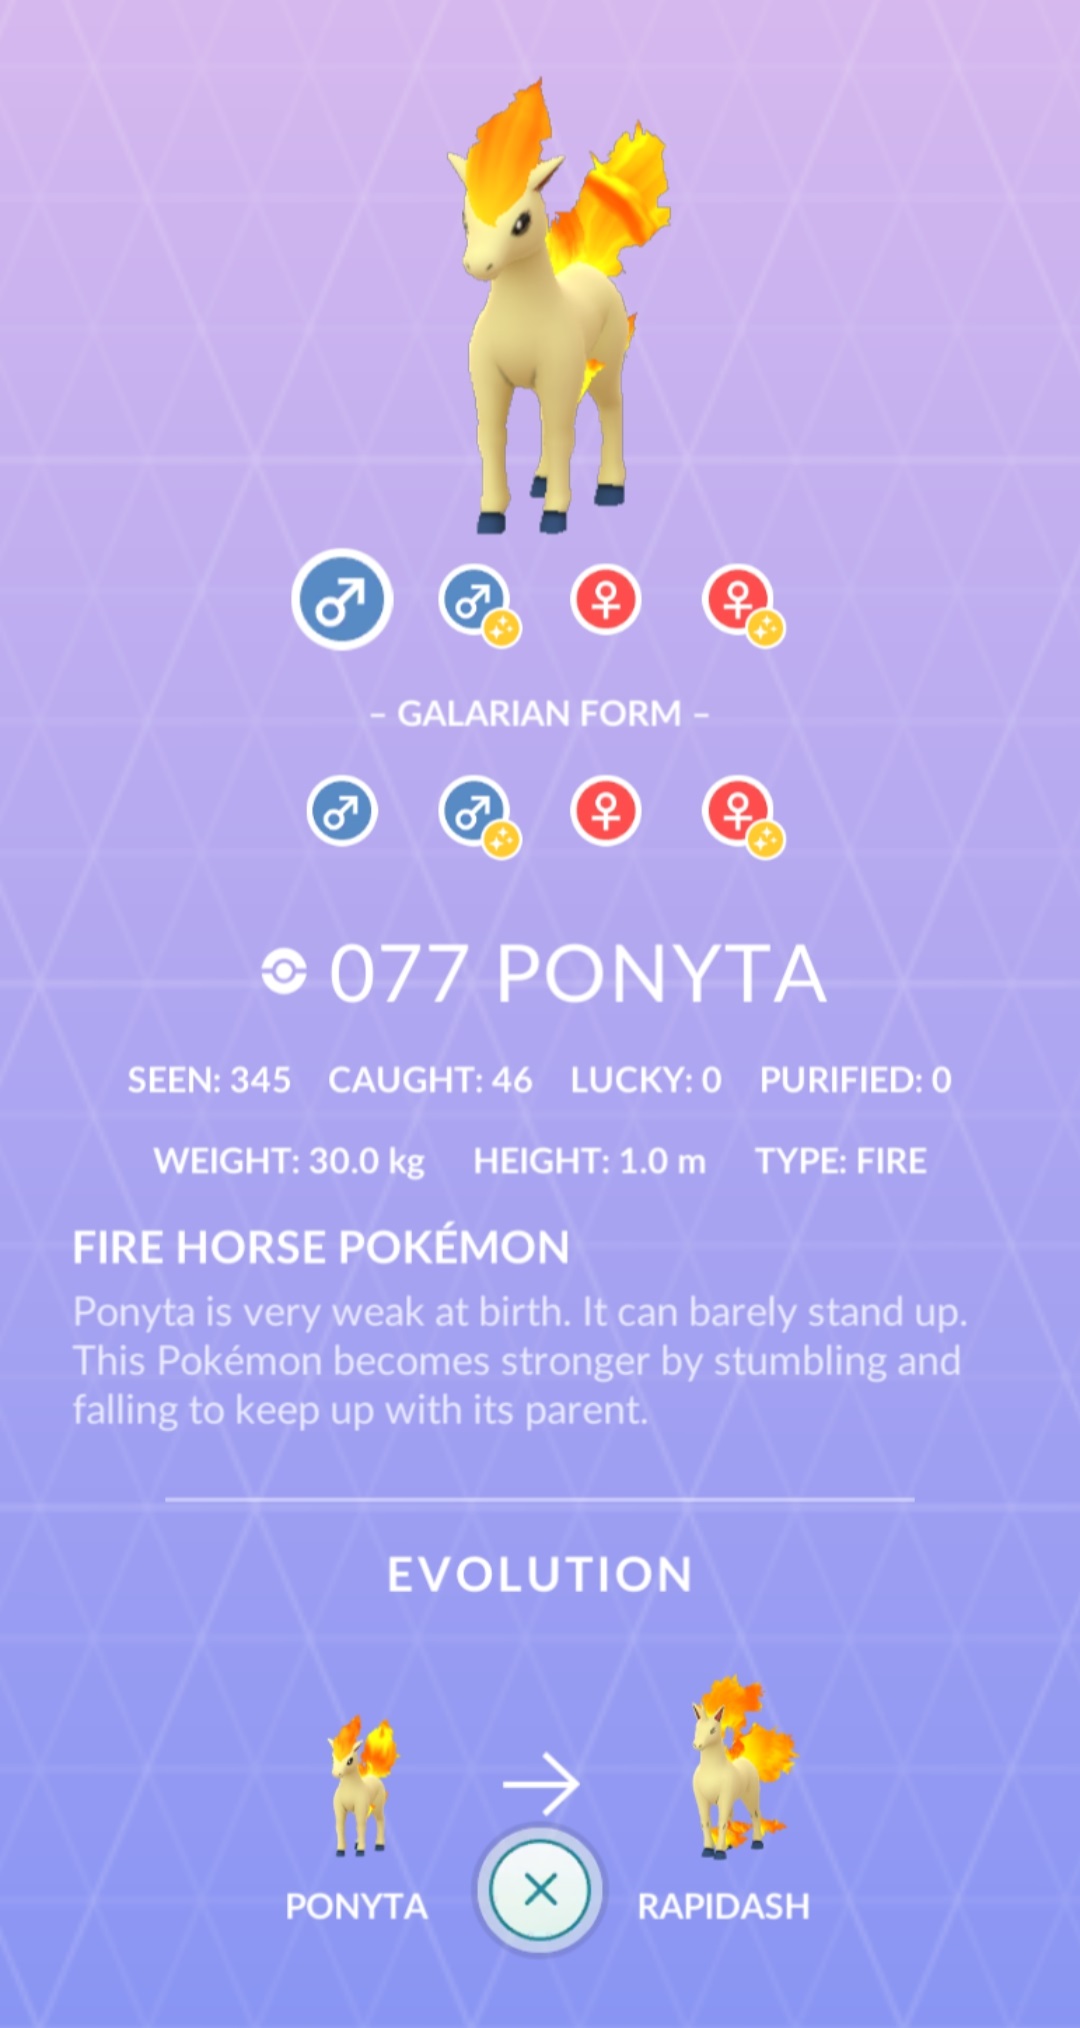 – GALARIAN FORM –
077 PONYTA
SEEN: 345 CAUGHT: 46 LUCKY: 0 PURIFIED: 0
WEIGHT: 30.0 kg HEIGHT: 1.0 m TYPE: FIRE
FIRE HORSE POKÉMON
Ponyta is very weak at birth. It can barely stand up.
This Pokémon becomes stronger by stumbling and
falling to keep up with its parent.
EVOLUTION
PONYTA RAPIDASH